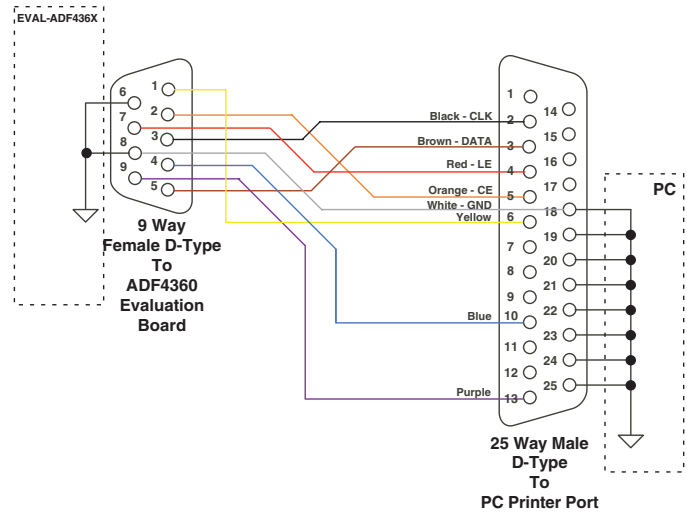 EVAL-ADF436X
1
6
2
7
3
8
4
9
5
9 Way
Female D-Type
To
ADF4360
Evaluation
Board
Black - CLK
Brown - DATA
Red - LE
Orange - CE
White - GND
Yellow
Blue
Purple
1
14
2
15
3
16
4
17
5
18
6
19
7
20
8
21
9
22
10
23
11
24
12
25
13
PC
25 Way Male
D-Type
To
PC Printer Port